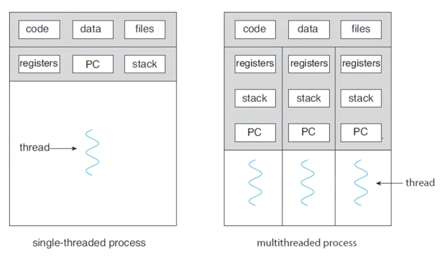 code data files
registers PC stack
thread
single-threaded process
code data files
registers registers registers
stack stack stack
PC PC PC
thread
multithreaded process